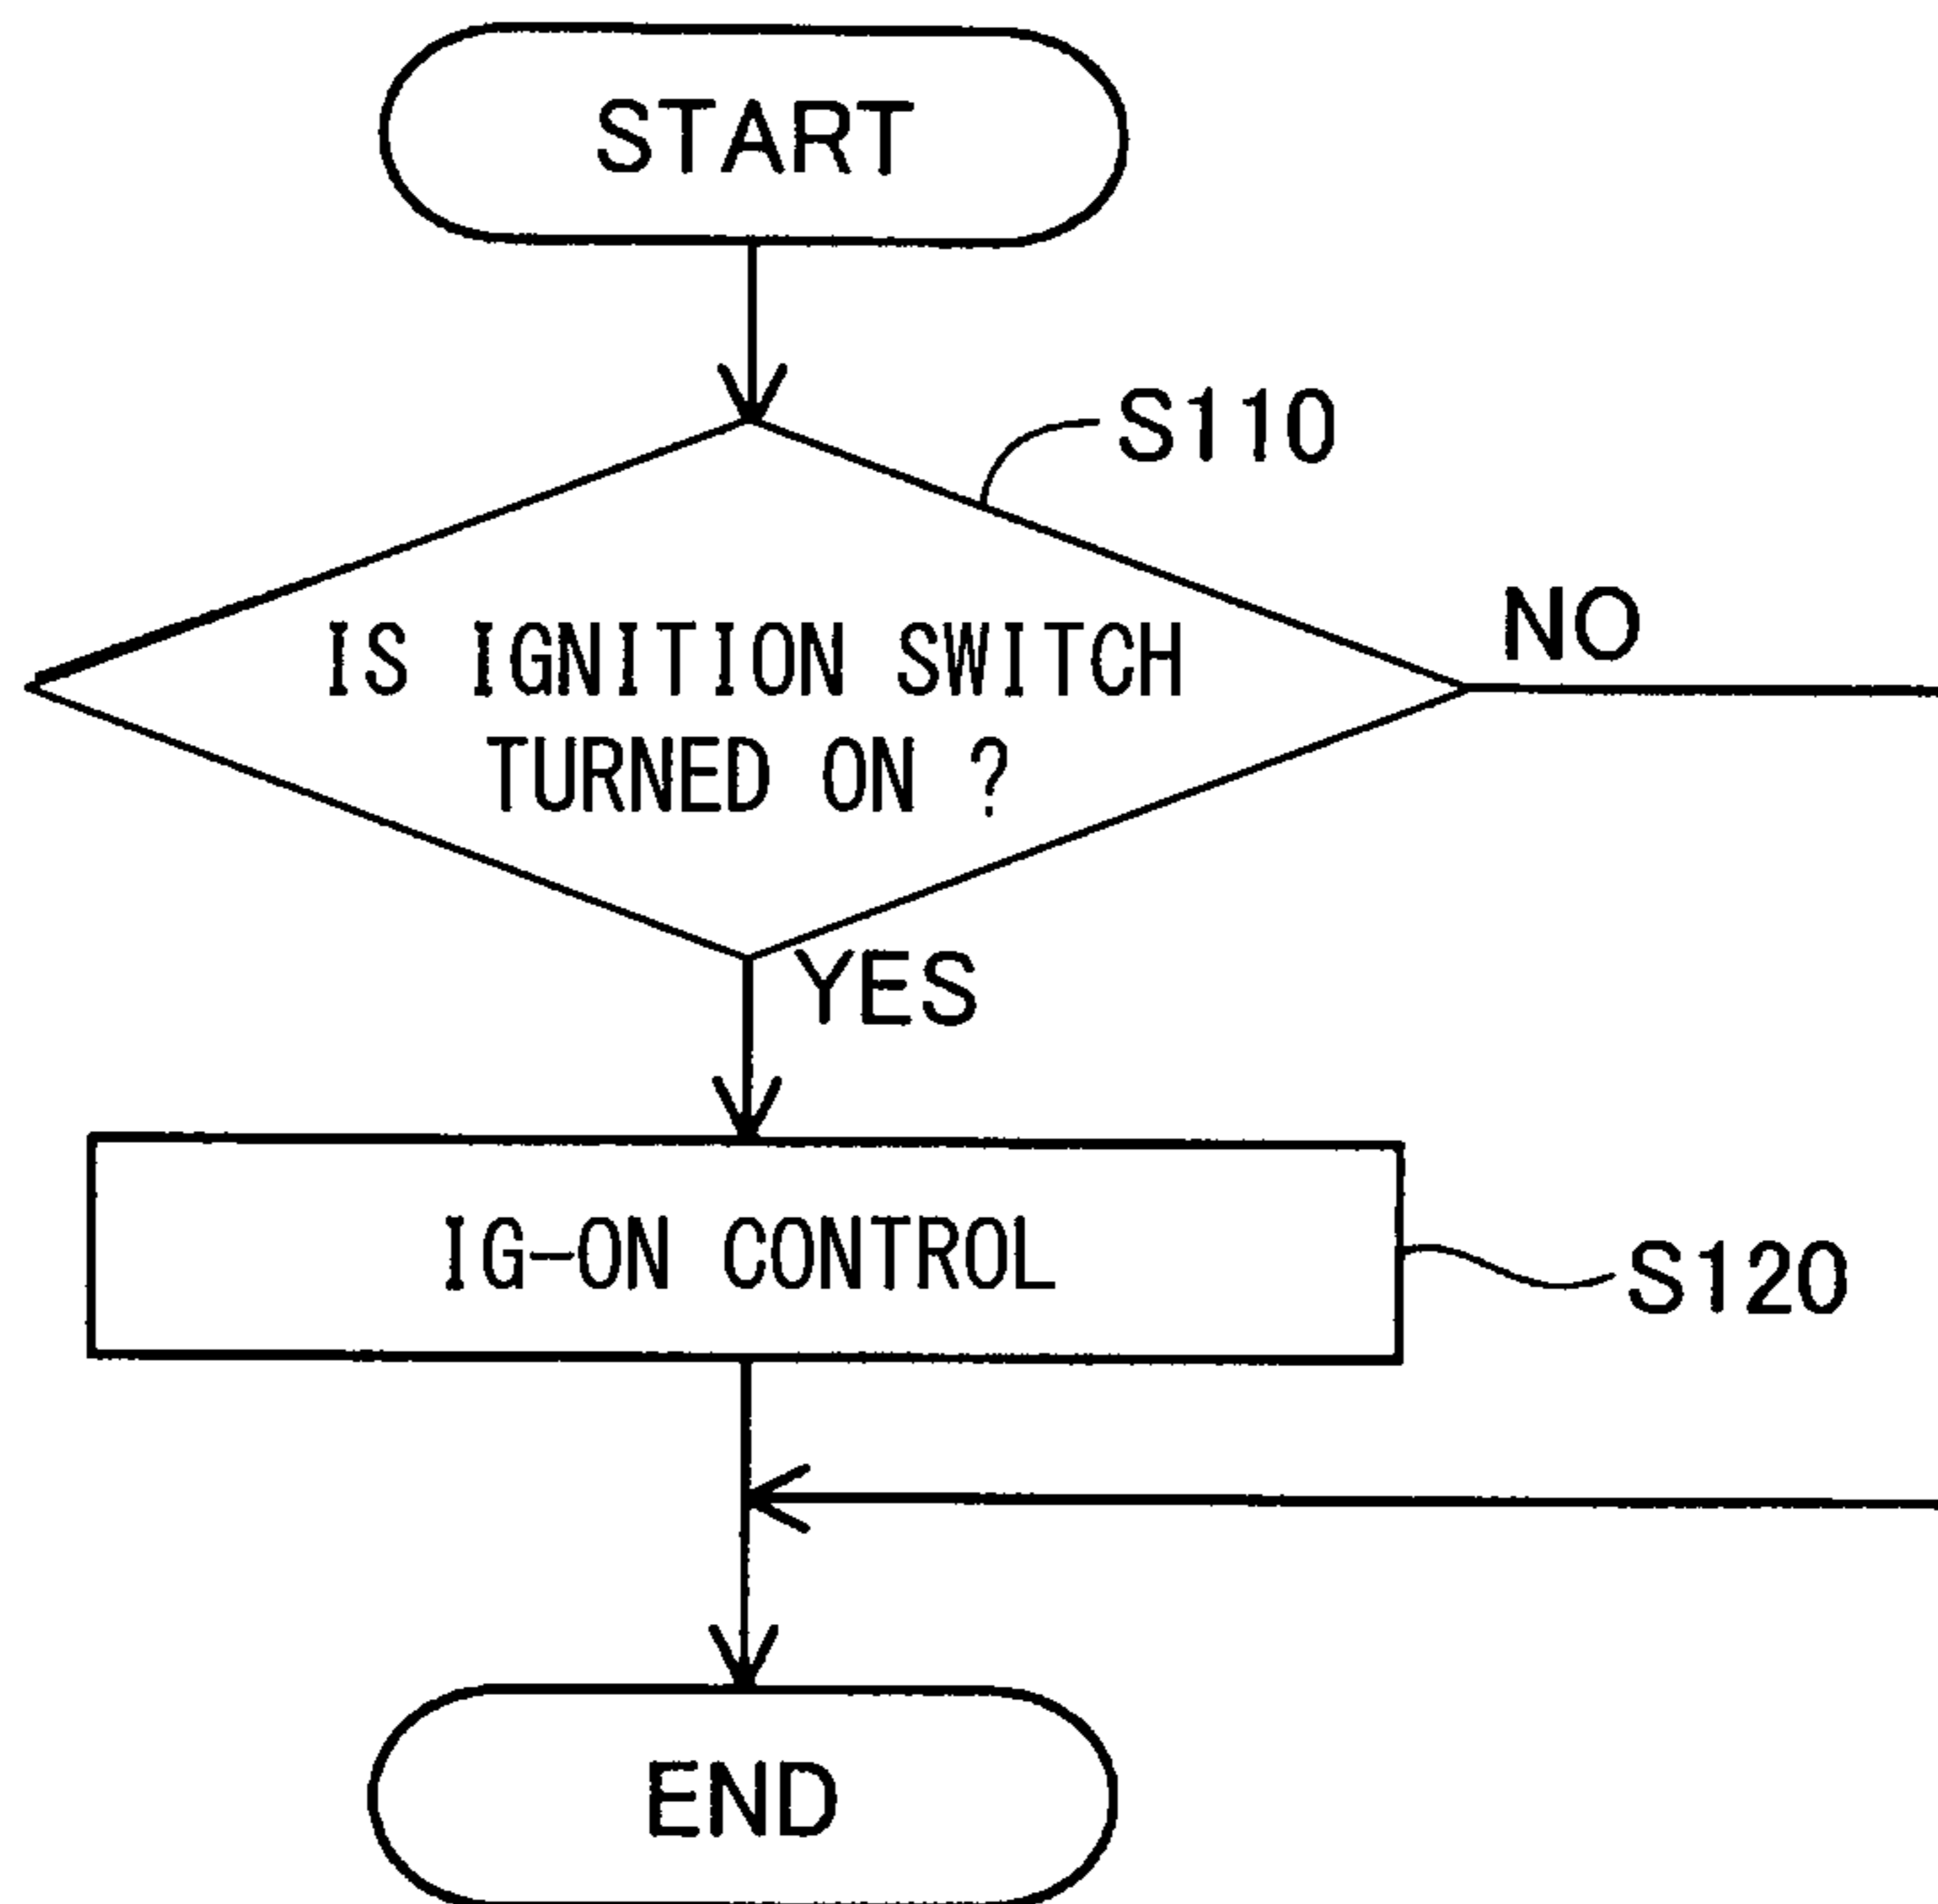 START
S110
IS IGNITION SWITCH
TURNED ON ?
NO
YES
IG-ON CONTROL
S120
END